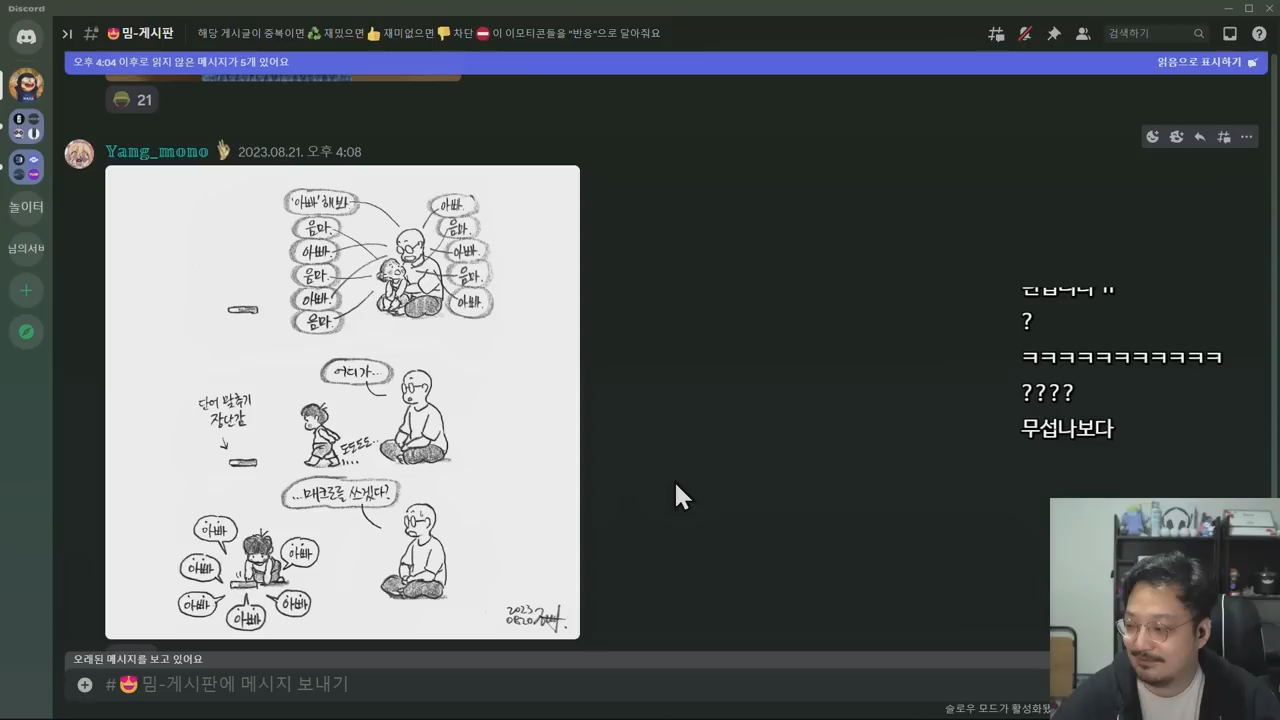 Discord
밈-게시판
해당 게시글이 중복이면 ♻️ 재밌으면 👍 재미없으면 👎 차단 ⛔ 이 이모티콘들을 "반응"으로 달아줘요
검색하기
오후 4:04 이후로 읽지 않은 메시지가 5개 있어요
읽음으로 표시하기
21
Yang_mono
2023.08.21. 오후 4:08
'아빠' 해봐
아빠.
음마.
음마.
아빠.
아빠.
음마.
음마.
아빠!
아빠.
음마.
어디가...
단어 맞추기
장난감
도도도도..
...매크로를 쓰겠다?
아빠
아빠
아빠
아빠
아빠
아빠
2023
0820
?
ㅋㅋㅋㅋㅋㅋㅋㅋㅋㅋㅋ
????
무섭나보다
놀이터
님의서버
오래된 메시지를 보고 있어요
#😍밈-게시판에 메시지 보내기
슬로우 모드가 활성화됐